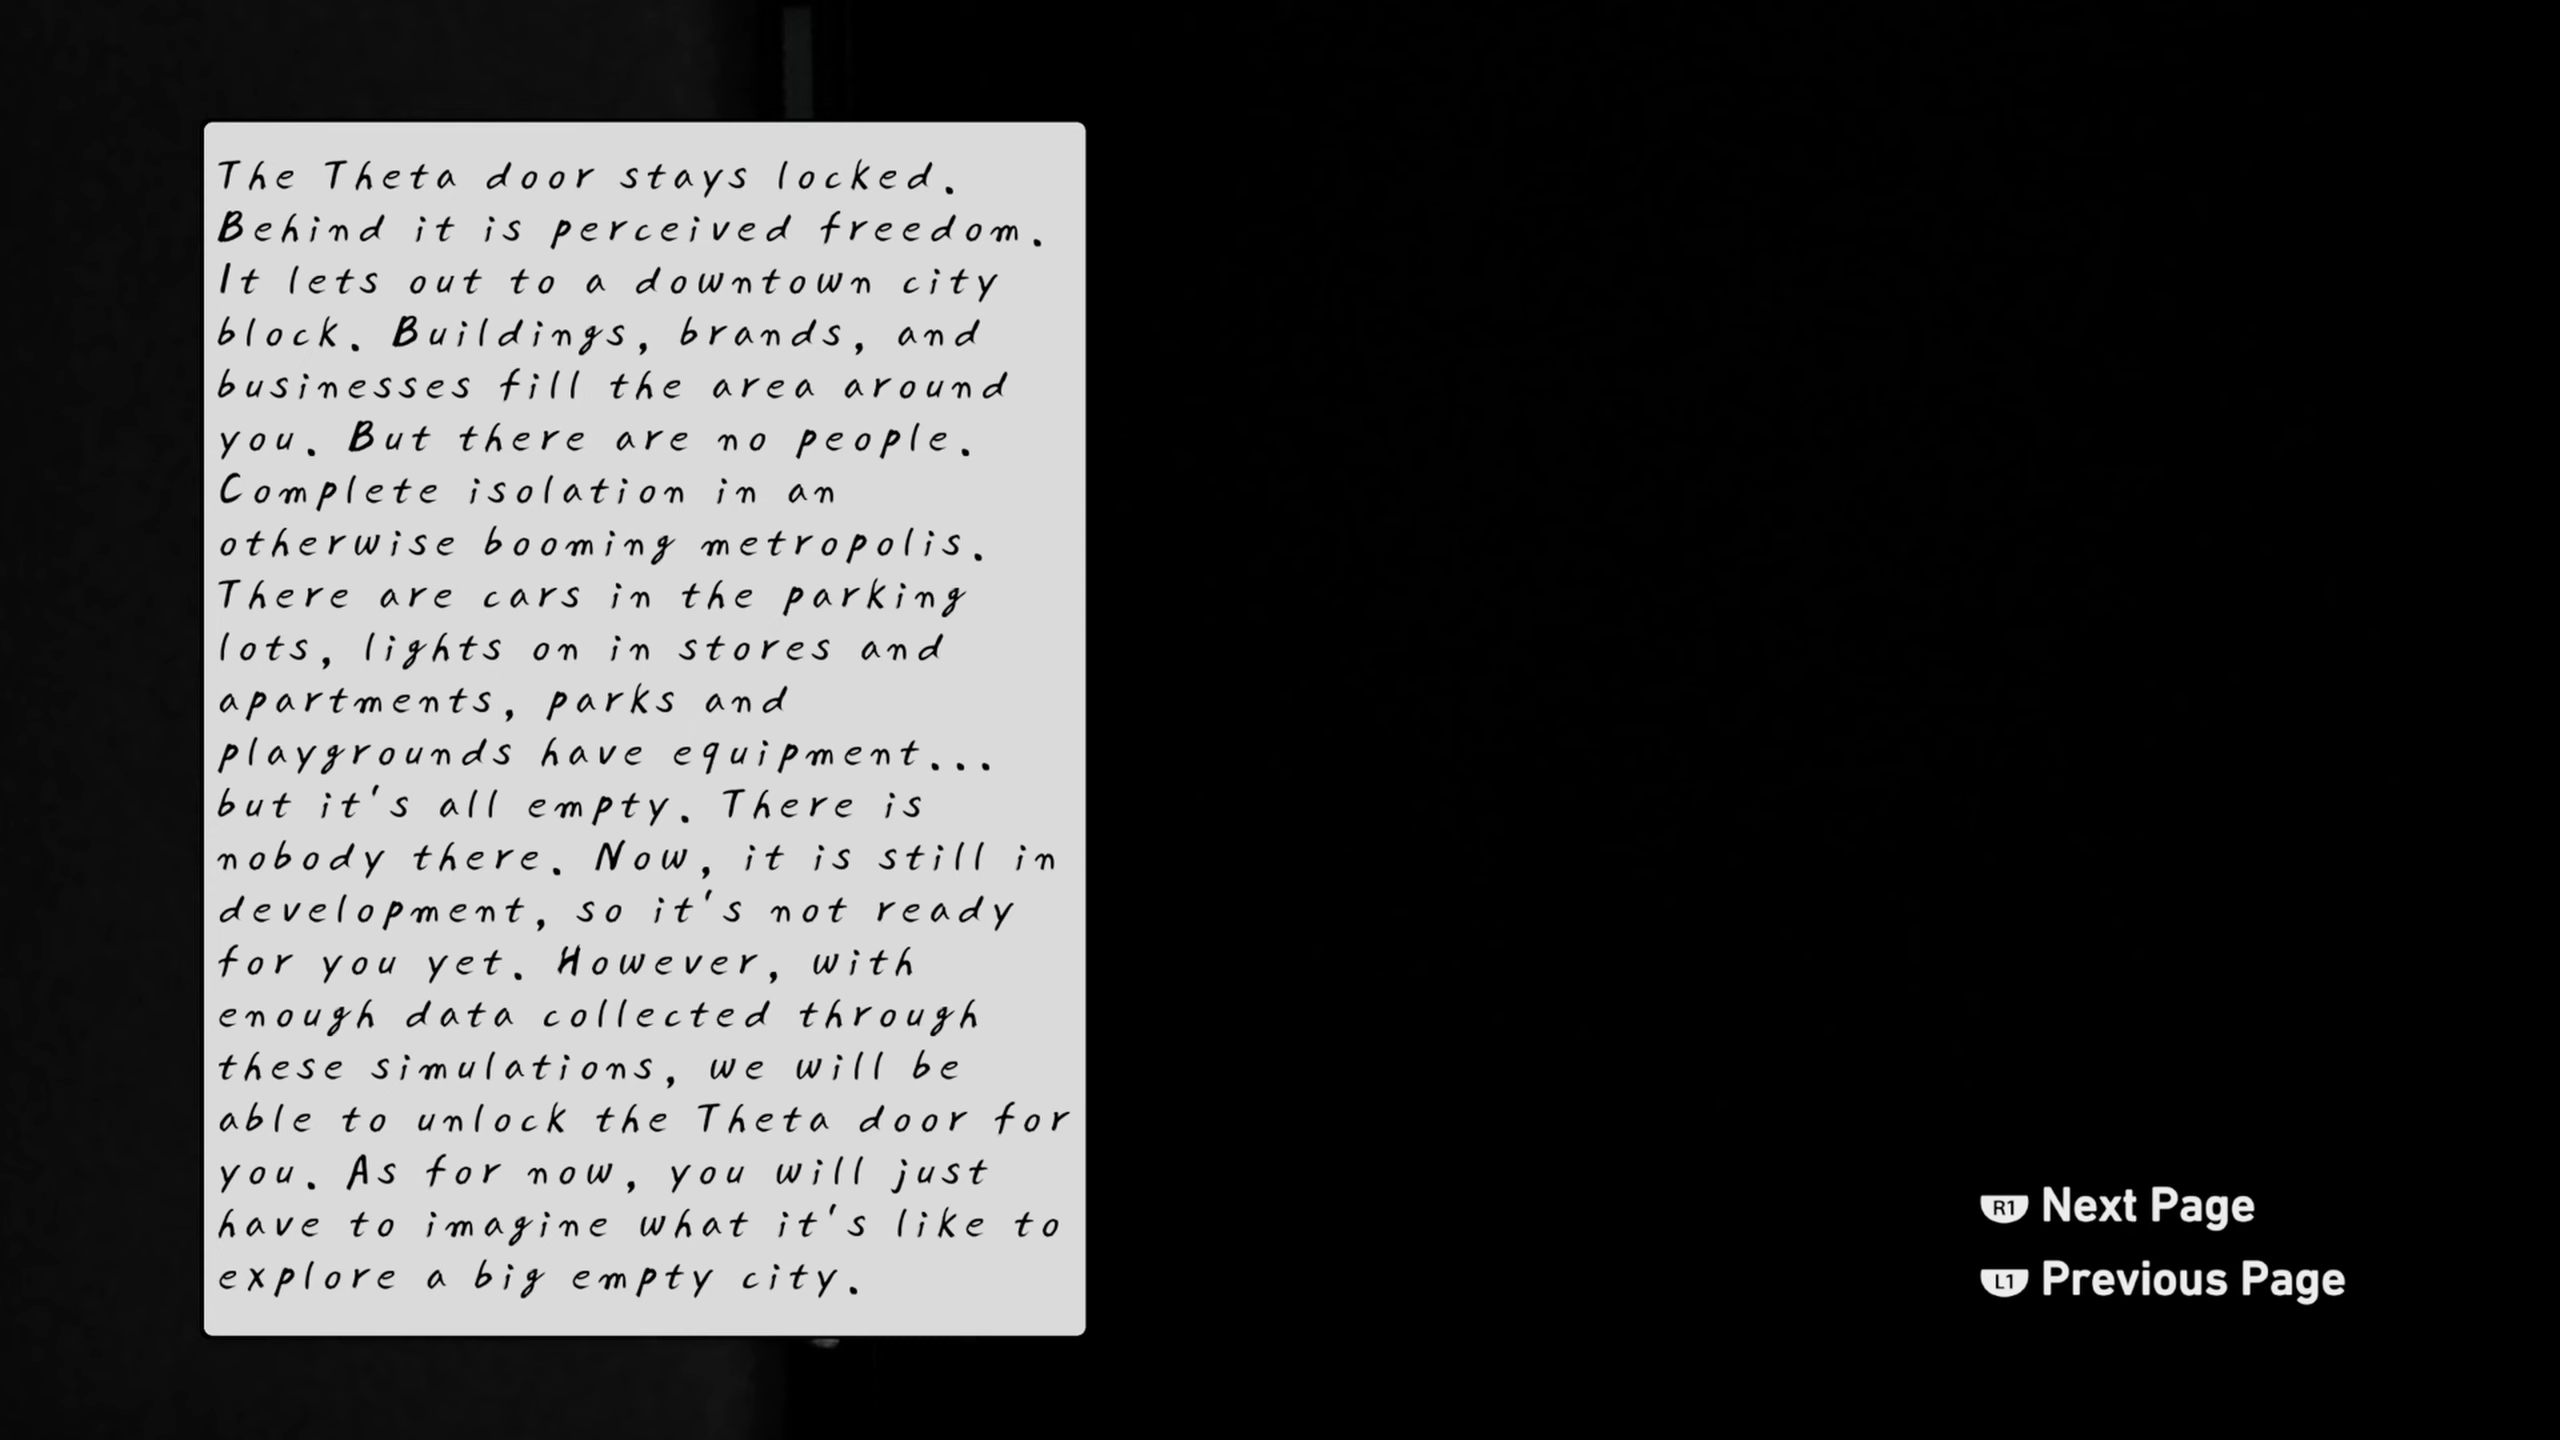 The Theta door stays locked.
Behind it is perceived freedom.
It lets out to a downtown city
block. Buildings, brands, and
businesses fill the area around
you. But there are no people.
Complete isolation in an
otherwise booming metropolis.
There are cars in the parking
lots, lights on in stores and
apartments, parks and
playgrounds have equipment...
but it's all empty. There is
nobody there. Now, it is still in
development, so it's not ready
for you yet. However, with
enough data collected through
these simulations, we will be
able to unlock the Theta door for
you. As for now, you will just
have to imagine what it's like to
explore a big empty city.
R1 Next Page
L1 Previous Page